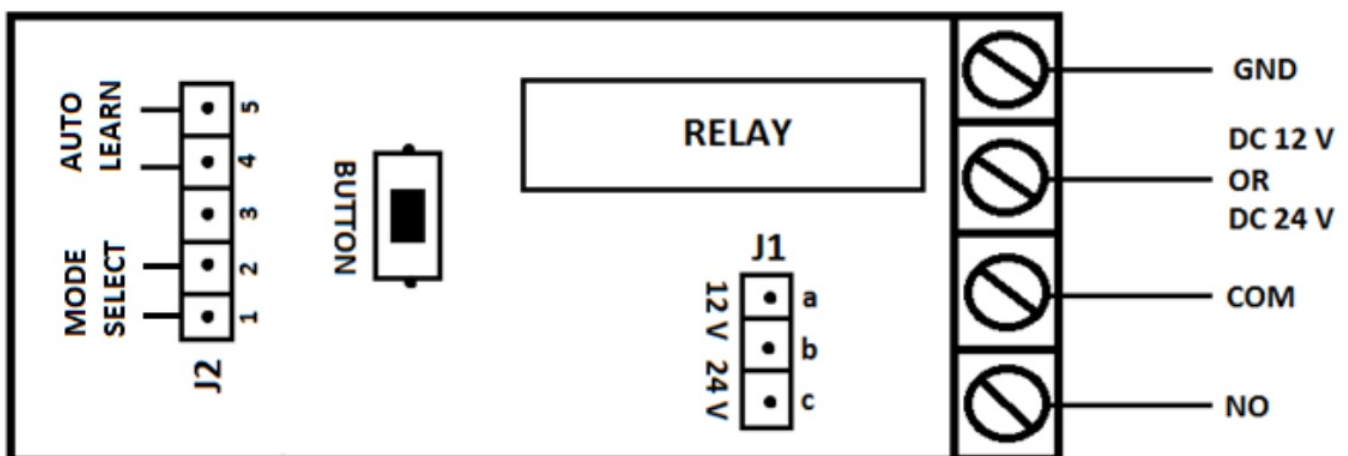 AUTO
LEARN
5
4
3
2
1
MODE
SELECT
J2
BUTTON
RELAY
J1
12 V
24 V
a
b
c
GND
DC 12 V
OR
DC 24 V
COM
NO